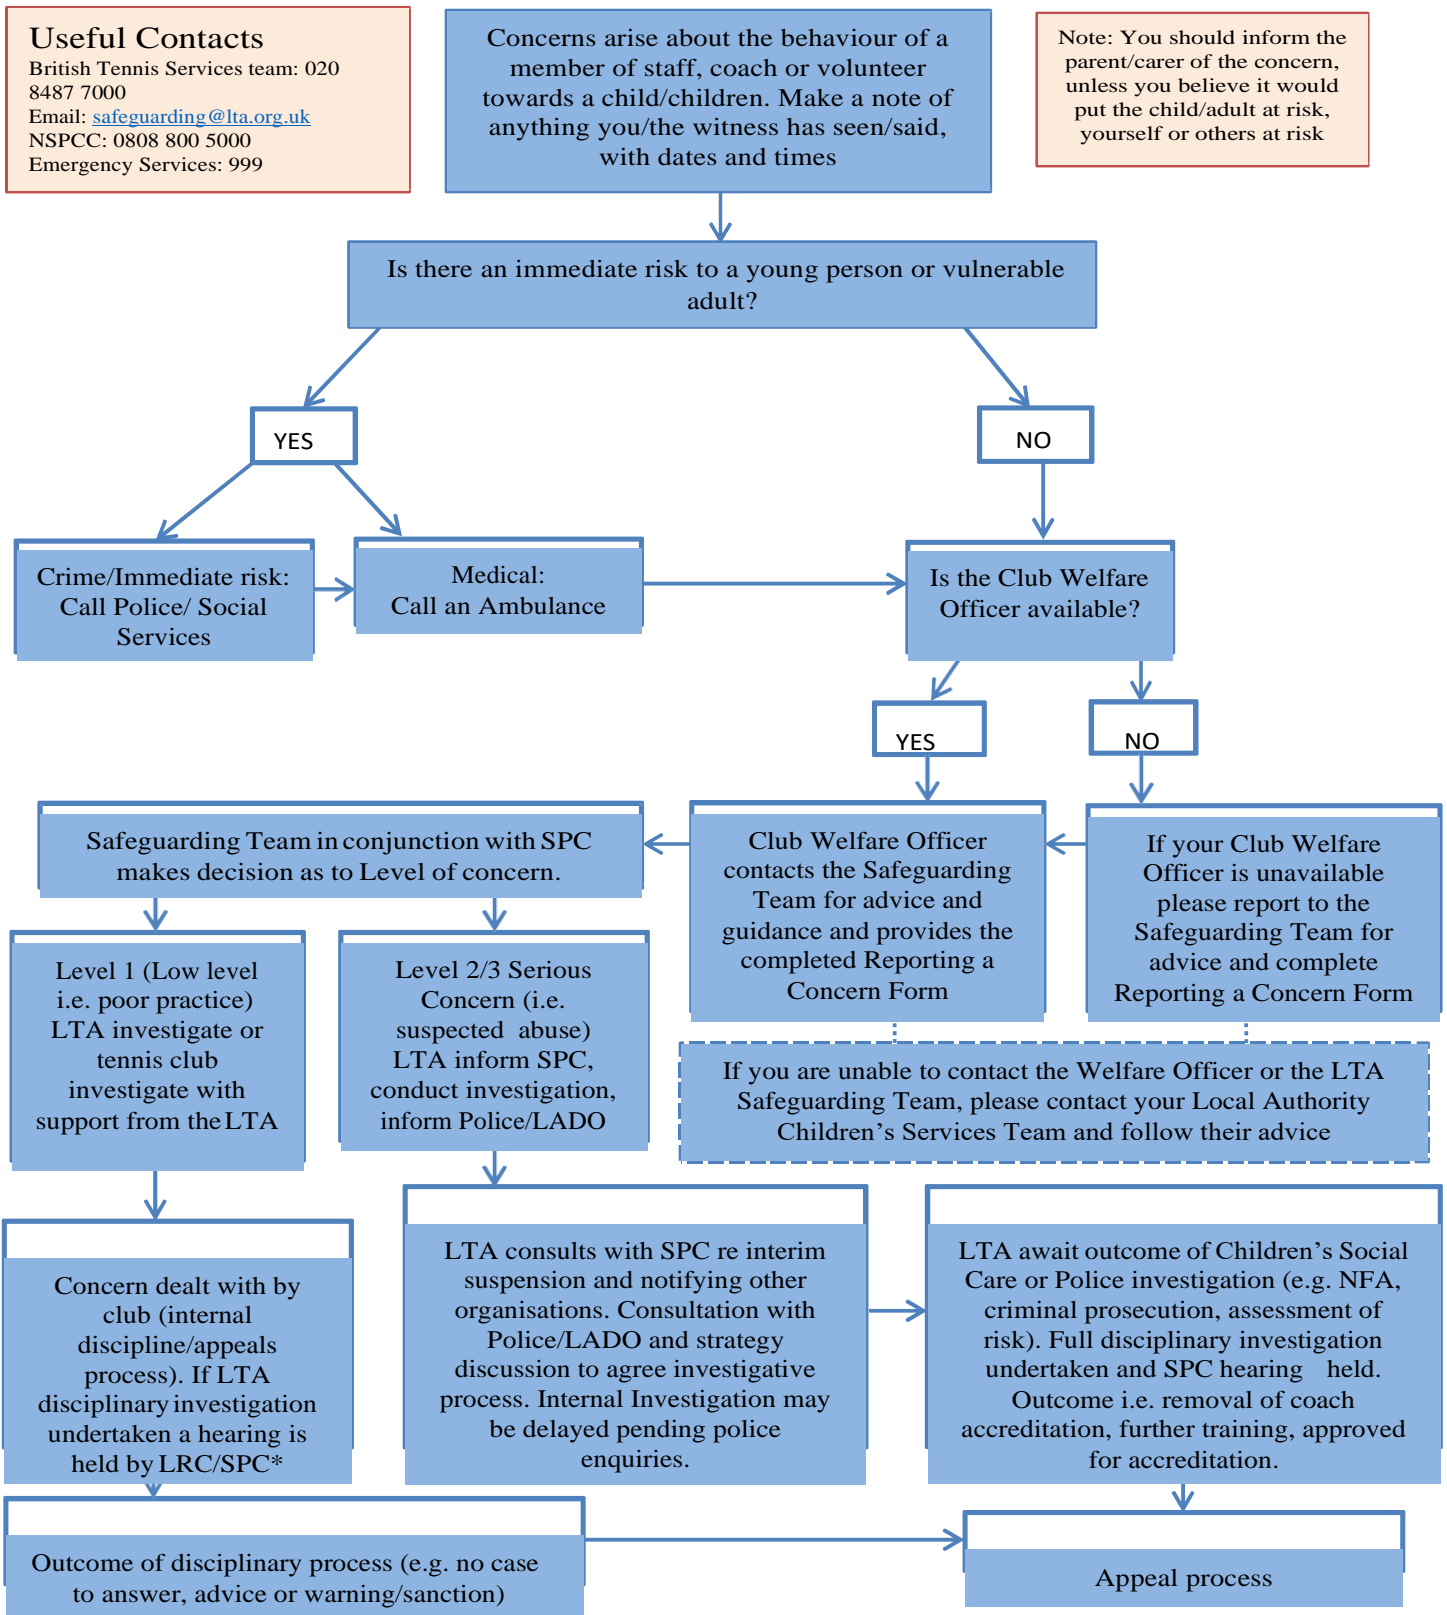 Useful Contacts
British Tennis Services team: 020
8487 7000
Email: safeguarding@lta.org.uk
NSPCC: 0808 800 5000
Emergency Services: 999
Concerns arise about the behaviour of a
member of staff, coach or volunteer
towards a child/children. Make a note of
anything you/the witness has seen/said,
with dates and times
Note: You should inform the
parent/carer of the concern,
unless you believe it would
put the child/adult at risk,
yourself or others at risk
Is there an immediate risk to a young person or vulnerable
adult?
YES
NO
Crime/Immediate risk:
Call Police/ Social
Services
Medical:
Call an Ambulance
Is the Club Welfare
Officer available?
YES
NO
Safeguarding Team in conjunction with SPC
makes decision as to Level of concern.
Club Welfare Officer
contacts the Safeguarding
Team for advice and
guidance and provides the
completed Reporting a
Concern Form
If your Club Welfare
Officer is unavailable
please report to the
Safeguarding Team for
advice and complete
Reporting a Concern Form
Level 1 (Low level
i.e. poor practice)
LTA investigate or
tennis club
investigate with
support from the LTA
Level 2/3 Serious
Concern (i.e.
suspected abuse)
LTA inform SPC,
conduct investigation,
inform Police/LADO
If you are unable to contact the Welfare Officer or the LTA
Safeguarding Team, please contact your Local Authority
Children’s Services Team and follow their advice
Concern dealt with by
club (internal
discipline/appeals
process). If LTA
disciplinary investigation
undertaken a hearing is
held by LRC/SPC*
LTA consults with SPC re interim
suspension and notifying other
organisations. Consultation with
Police/LADO and strategy
discussion to agree investigative
process. Internal Investigation may
be delayed pending police
enquiries.
LTA await outcome of Children’s Social
Care or Police investigation (e.g. NFA,
criminal prosecution, assessment of
risk). Full disciplinary investigation
undertaken and SPC hearing held.
Outcome i.e. removal of coach
accreditation, further training, approved
for accreditation.
Outcome of disciplinary process (e.g. no case
to answer, advice or warning/sanction)
Appeal process